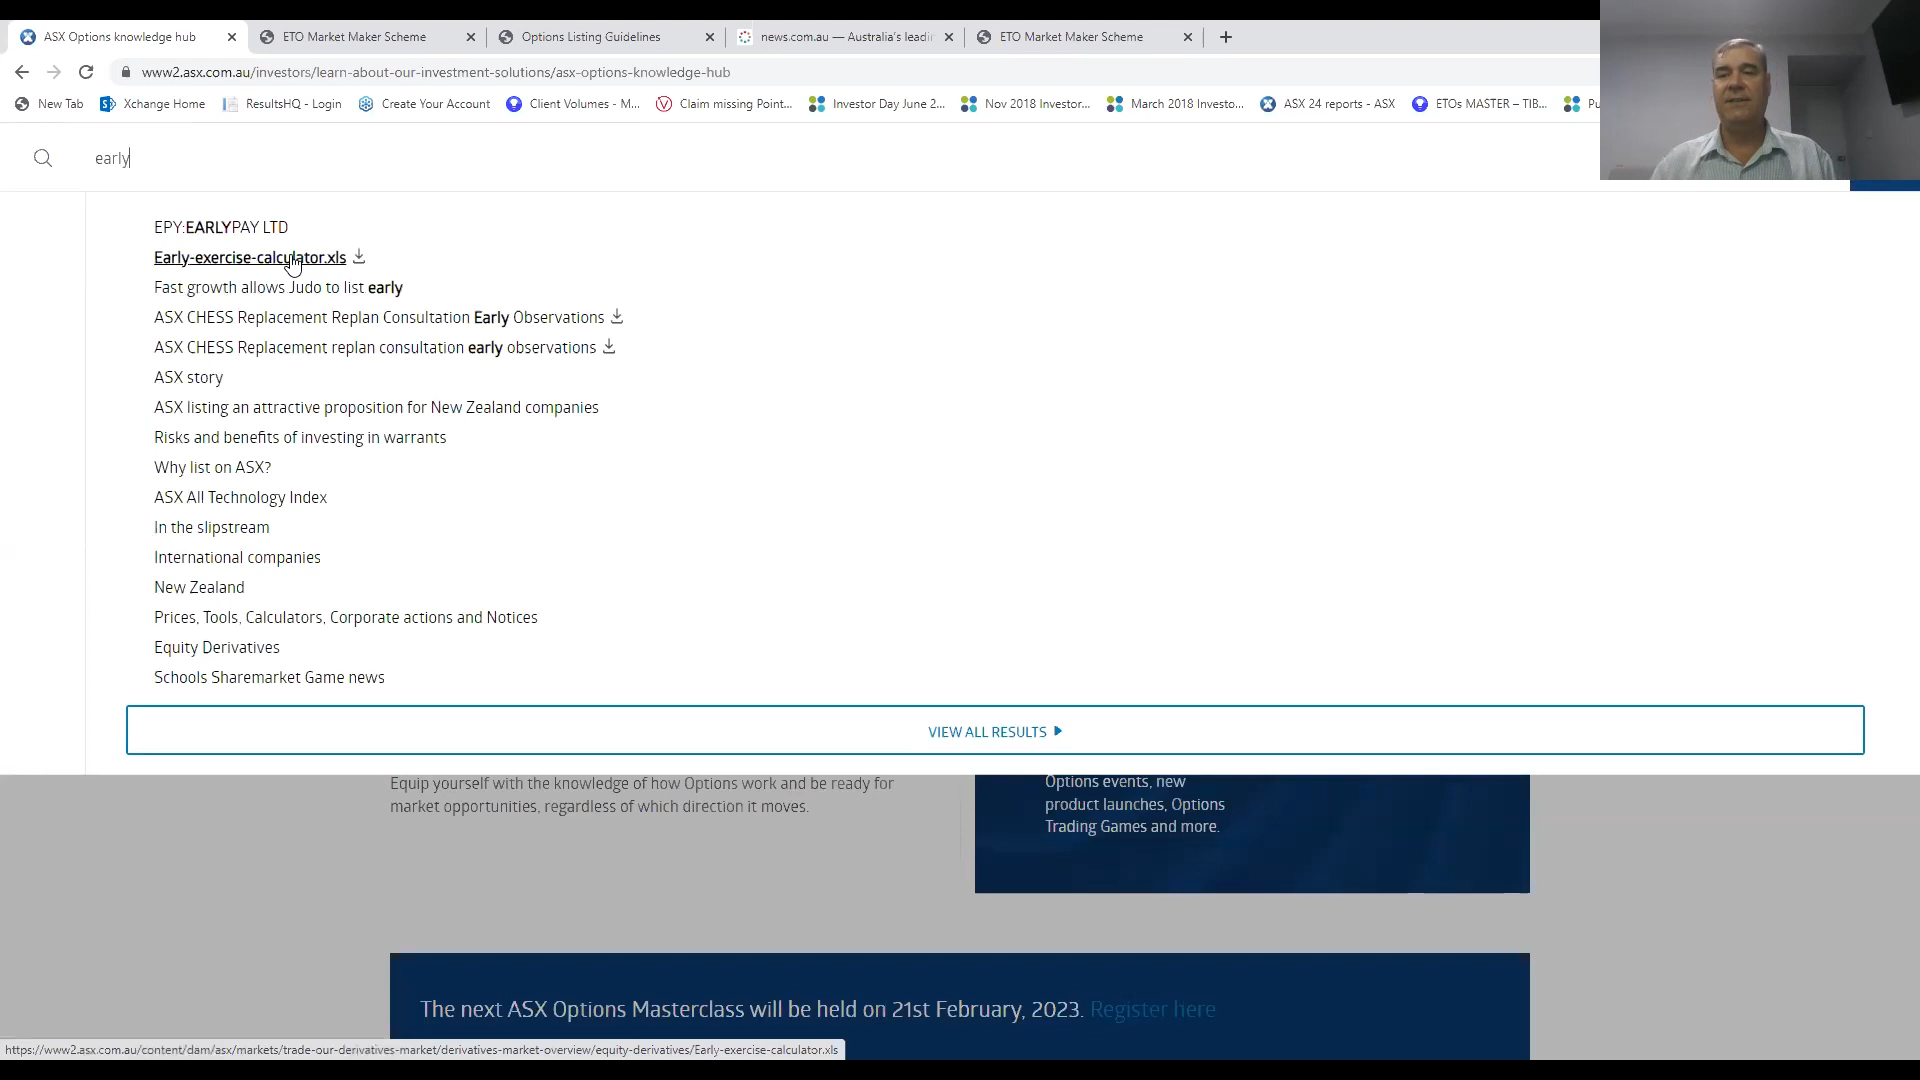 ASX Options knowledge hub
ETO Market Maker Scheme
Options Listing Guidelines
news.com.au — Australia's leadi
ETO Market Maker Scheme
www2.asx.com.au/investors/learn-about-our-investment-solutions/asx-options-knowledge-hub
New Tab
Xchange Home
ResultsHQ - Login
Create Your Account
Client Volumes - M...
Claim missing Point...
Investor Day June 2...
Nov 2018 Investor...
March 2018 Investo...
ASX 24 reports - ASX
ETOs MASTER – TIB...
Pu
early
EPY:EARLYPAY LTD
Early-exercise-calculator.xls
Fast growth allows Judo to list early
ASX CHESS Replacement Replan Consultation Early Observations
ASX CHESS Replacement replan consultation early observations
ASX story
ASX listing an attractive proposition for New Zealand companies
Risks and benefits of investing in warrants
Why list on ASX?
ASX All Technology Index
In the slipstream
International companies
New Zealand
Prices, Tools, Calculators, Corporate actions and Notices
Equity Derivatives
Schools Sharemarket Game news
VIEW ALL RESULTS
Equip yourself with the knowledge of how Options work and be ready for
market opportunities, regardless of which direction it moves.
Options events, new
product launches, Options
Trading Games and more.
The next ASX Options Masterclass will be held on 21st February, 2023. Register here
https://www2.asx.com.au/content/dam/asx/markets/trade-our-derivatives-market/derivatives-market-overview/equity-derivatives/Early-exercise-calculator.xls